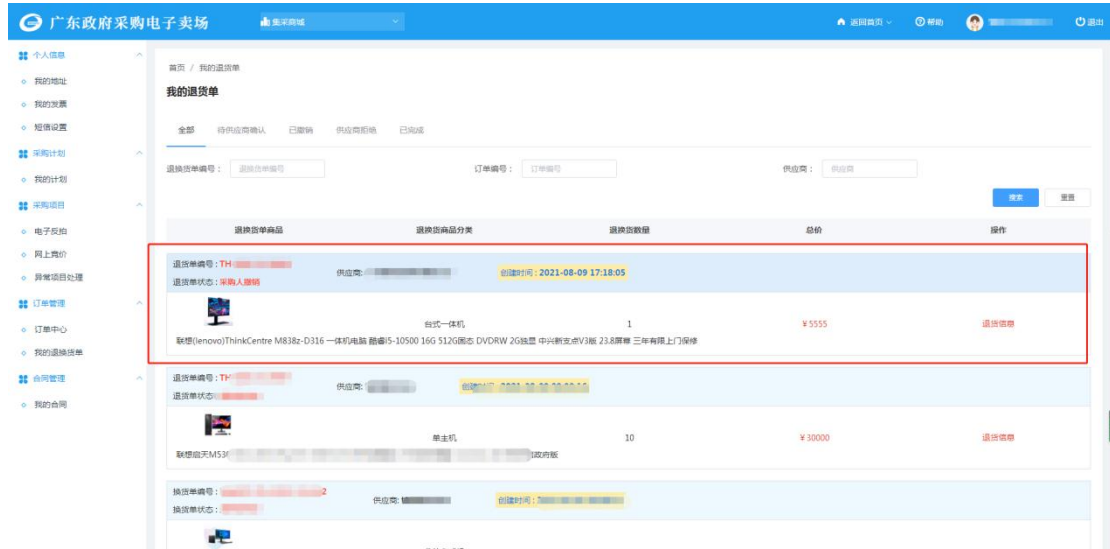 广东政府采购电子卖场
集采商城
返回首页
帮助
退出
个人信息
我的地址
我的发票
短信设置
采购计划
我的计划
采购项目
电子反拍
网上竞价
异常项目处理
订单管理
订单中心
我的退换货单
合同管理
我的合同
首页 / 我的退货单
我的退货单
全部 待供应商确认 已撤销 供应商拒绝 已完成
退换货单编号： 退换货单编号 订单编号： 订单编号 供应商： 供应商
搜索 重置
退换货单商品 退换货商品分类 退换货数量 总价 操作
退货单编号：TH
供应商: 创建时间：2021-08-09 17:18:05
退货单状态：采购人撤销
台式一体机 1 ¥5555 退货信息
联想(lenovo)ThinkCentre M838z-D316 一体机电脑 酷睿i5-10500 16G 512G固态 DVDRW 2G独显 中兴新支点V3版 23.8屏幕 三年有限上门保修
退货单编号：TH
供应商:
退货单状态
单主机 10 ¥30000 退货信息
联想启天M53 政府版
换货单编号： 2
供应商: 创建时间：
换货单状态：